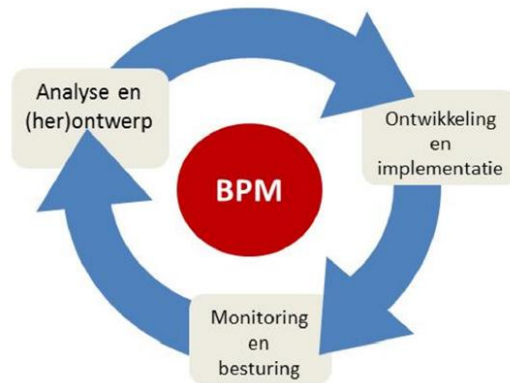 Analyse en
(her)ontwerp
Ontwikkeling
en
implementatie
BPM
Monitoring
en
besturing